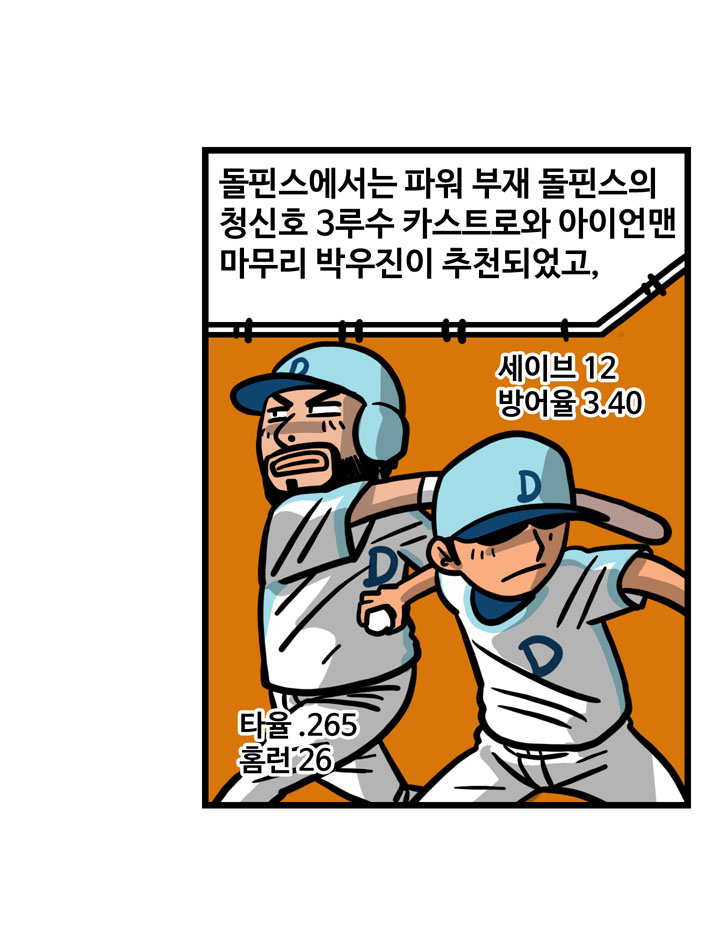 돌핀스에서는 파워 부재 돌핀스의
청신호 3루수 카스트로와 아이언맨
마무리 박우진이 추천되었고,
세이브 12
방어율 3.40
D
D
D
D
타율 .265
홈런 26